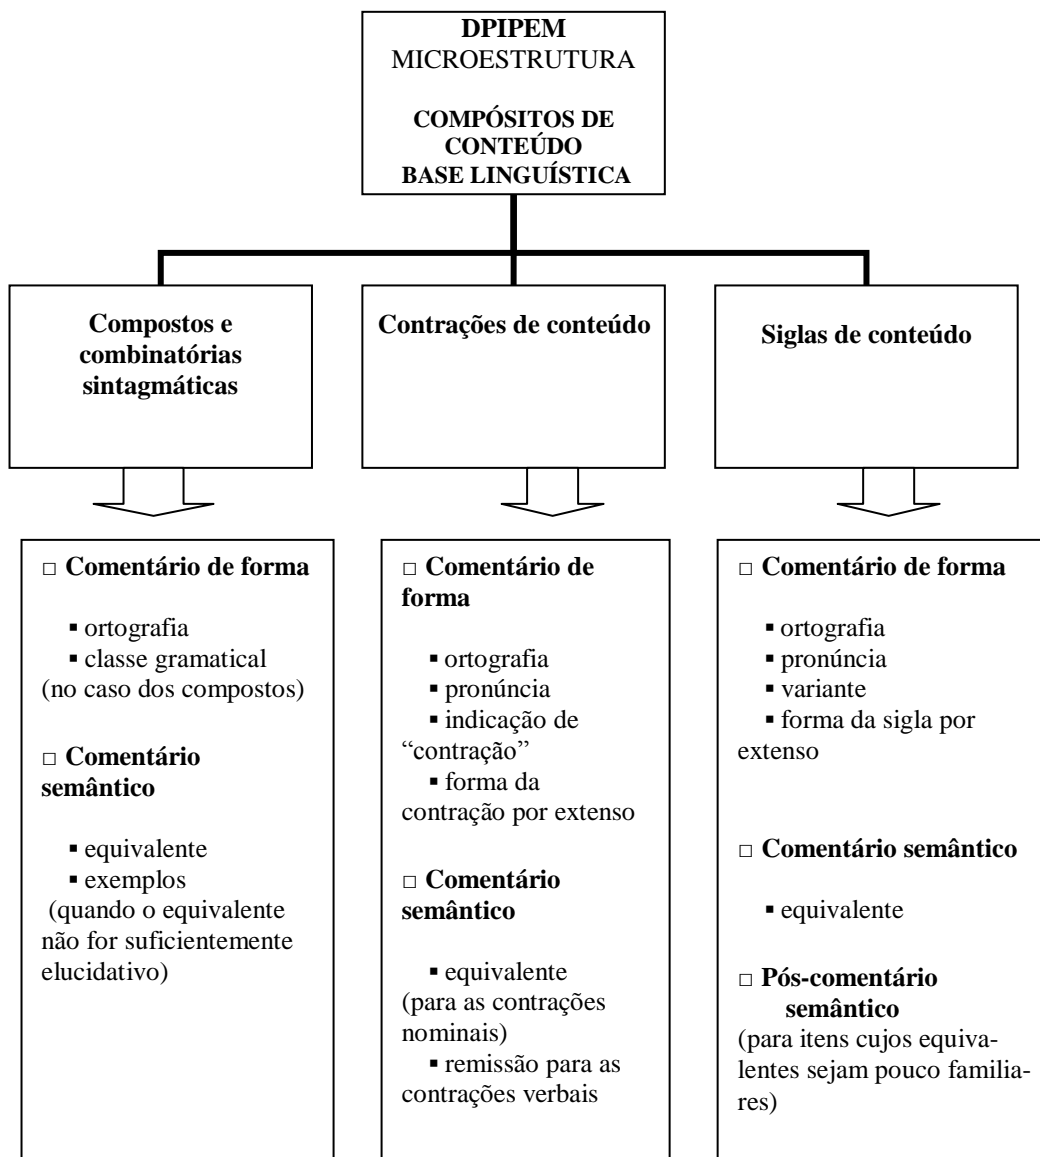 DPIPEM
MICROESTRUTURA
COMPÓSITOS DE
CONTEÚDO
BASE LINGUÍSTICA
Compostos e
combinatórias
sintagmáticas
Contrações de conteúdo
Siglas de conteúdo
□ Comentário de forma
▪ ortografia
▪ classe gramatical
(no caso dos compostos)
□ Comentário
semântico
▪ equivalente
▪ exemplos
(quando o equivalente
não for suficientemente
elucidativo)
□ Comentário de
forma
▪ ortografia
▪ pronúncia
▪ indicação de
“contração”
▪ forma da
contração por extenso
□ Comentário
semântico
▪ equivalente
(para as contrações
nominais)
▪ remissão para as
contrações verbais
□ Comentário de forma
▪ ortografia
▪ pronúncia
▪ variante
▪ forma da sigla por
extenso
□ Comentário semântico
▪ equivalente
□ Pós-comentário
semântico
(para itens cujos equiva-
lentes sejam pouco familia-
res)